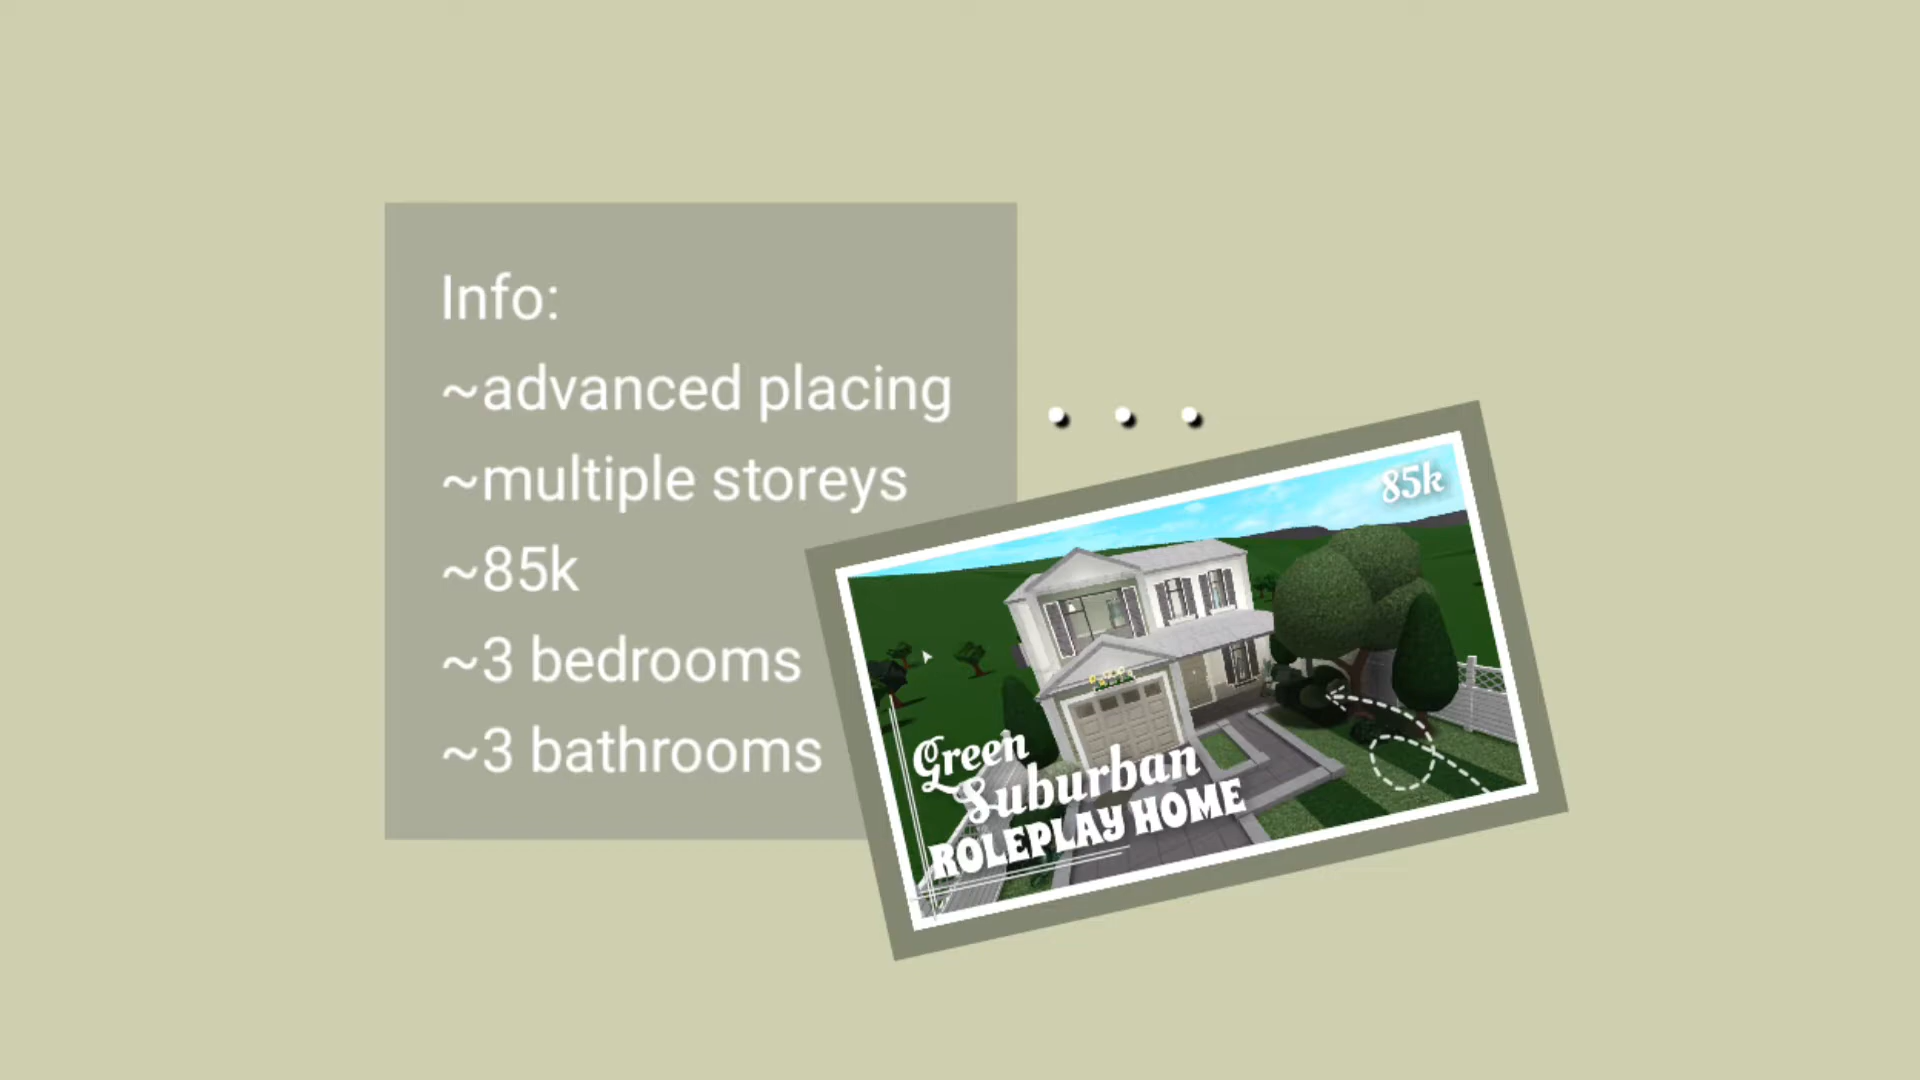 Info:
~advanced placing
~multiple storeys
~85k
~3 bedrooms
~3 bathrooms
. . .
85k
Green
Suburban
ROLEPLAY HOME